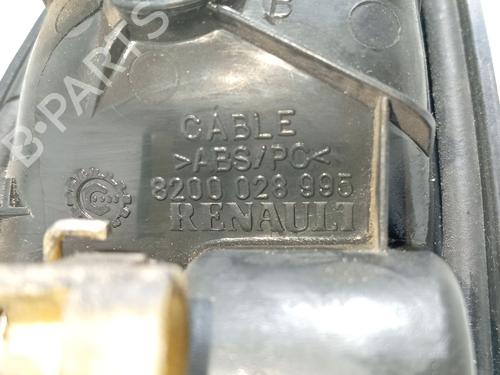 B
CABLE
>ABS/PC<
8200 028 995
RENAULT
B-PARTS